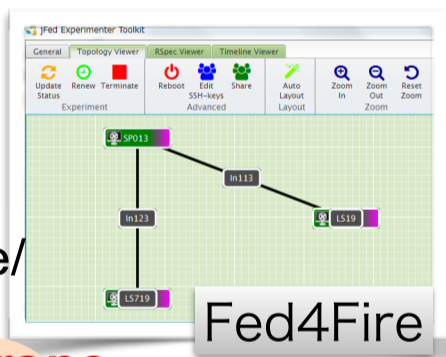 jFed Experimenter Toolkit
General Topology Viewer RSpec Viewer Timeline Viewer
Update Status Renew Terminate Reboot Edit SSH-keys Share Auto Layout Zoom In Zoom Out Reset Zoom
Experiment Advanced Layout Zoom
SP013
ln113
ln123
LS19
LS719
e/
Fed4Fire